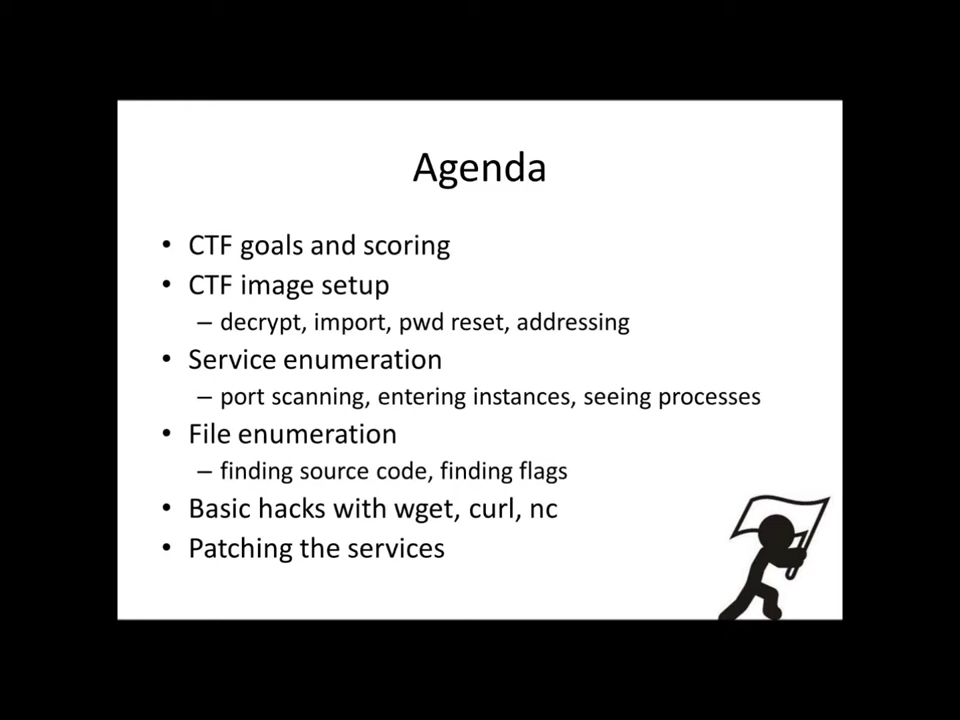 Agenda
• CTF goals and scoring
• CTF image setup
– decrypt, import, pwd reset, addressing
• Service enumeration
– port scanning, entering instances, seeing processes
• File enumeration
– finding source code, finding flags
• Basic hacks with wget, curl, nc
• Patching the services